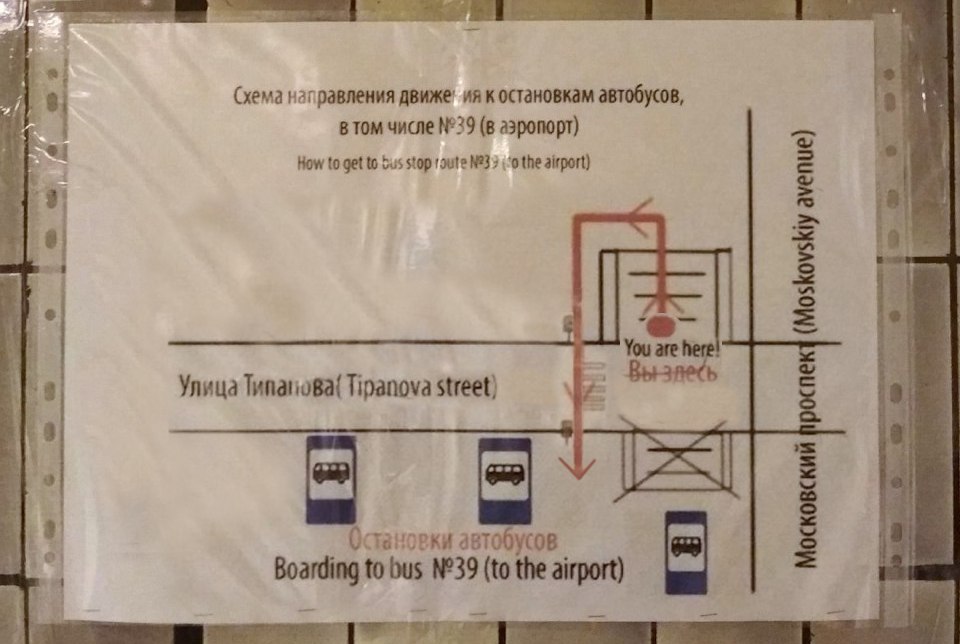 Схема направления движения к остановкам автобусов,
в том числе №39 (в аэропорт)
How to get to bus stop route №39 (to the airport)
Московский проспект (Moskovskiy avenue)
You are here!
Вы здесь
Улица Типанова( Tipanova street)
Остановки автобусов
Boarding to bus №39 (to the airport)